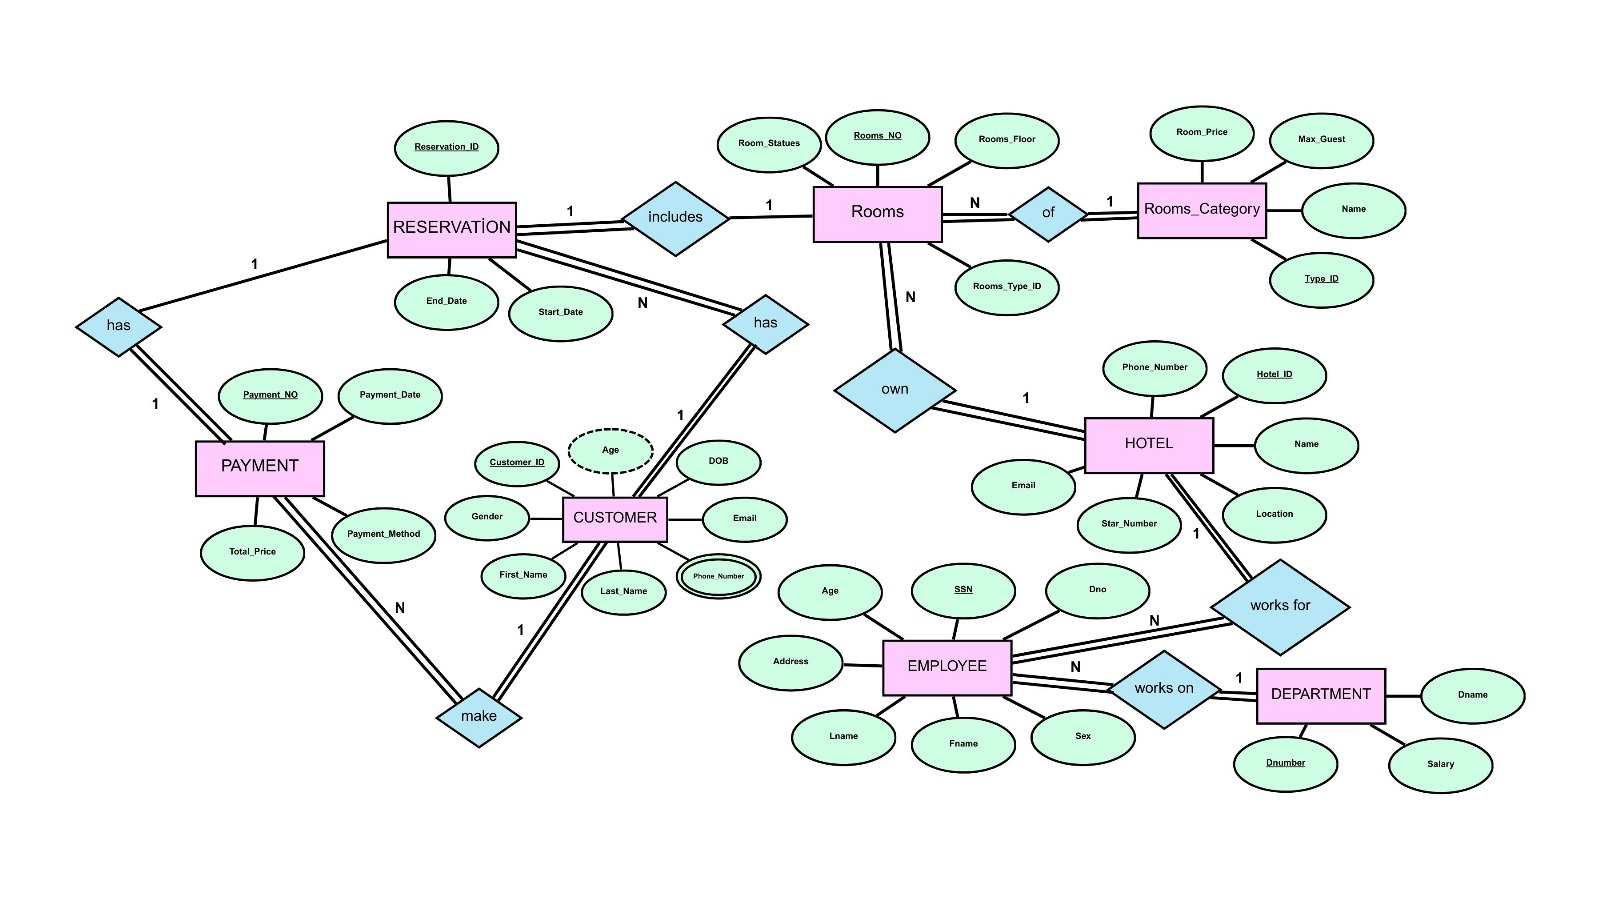 Reservation_ID
RESERVATİON
End_Date
Start_Date
1
includes
1
Room_Statues
Rooms_NO
Rooms_Floor
Rooms
Rooms_Type_ID
N
of
1
Room_Price
Max_Guest
Rooms_Category
Name
Type_ID
1
has
1
N
has
1
N
own
1
Payment_NO
Payment_Date
PAYMENT
Total_Price
Payment_Method
N
make
1
Customer_ID
Age
DOB
Gender
CUSTOMER
Email
First_Name
Last_Name
Phone_Number
Phone_Number
Hotel_ID
HOTEL
Name
Email
Star_Number
Location
1
works for
N
Age
SSN
Dno
Address
EMPLOYEE
Lname
Fname
Sex
N
works on
1
DEPARTMENT
Dname
Dnumber
Salary